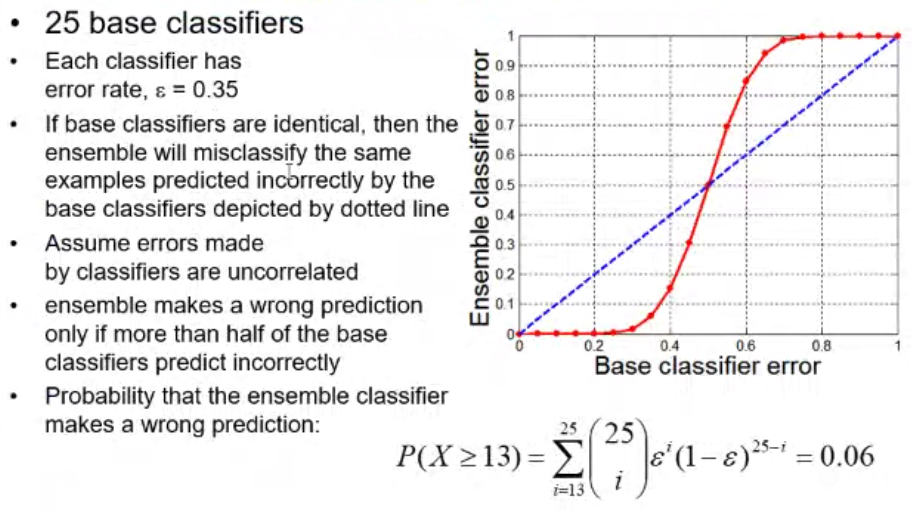 • 25 base classifiers
• Each classifier has
error rate, ε = 0.35
• If base classifiers are identical, then the
ensemble will misclassify the same
examples predicted incorrectly by the
base classifiers depicted by dotted line
• Assume errors made
by classifiers are uncorrelated
• ensemble makes a wrong prediction
only if more than half of the base
classifiers predict incorrectly
• Probability that the ensemble classifier
makes a wrong prediction:
Ensemble classifier error
1
0.9
0.8
0.7
0.6
0.5
0.4
0.3
0.2
0.1
0
0 0.2 0.4 0.6 0.8 1
Base classifier error
P(X ≥ 13) = ∑_{i=13}^{25} (25 i) ε^i (1 − ε)^{25−i} = 0.06